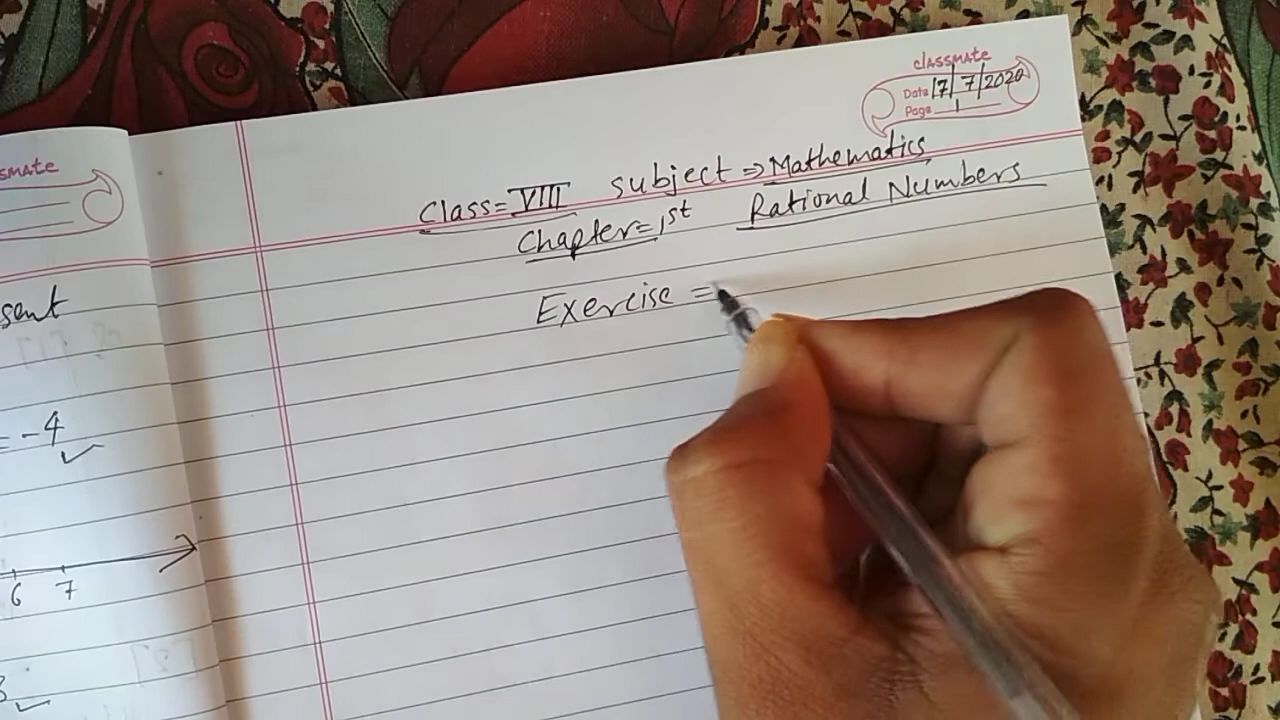 classmate
Date 17/7/2020
Page 1
Class= VIII subject ⇒ Mathematics
Chapter= 1st Rational Numbers
Exercise =
smate
sent
= -4
6 7